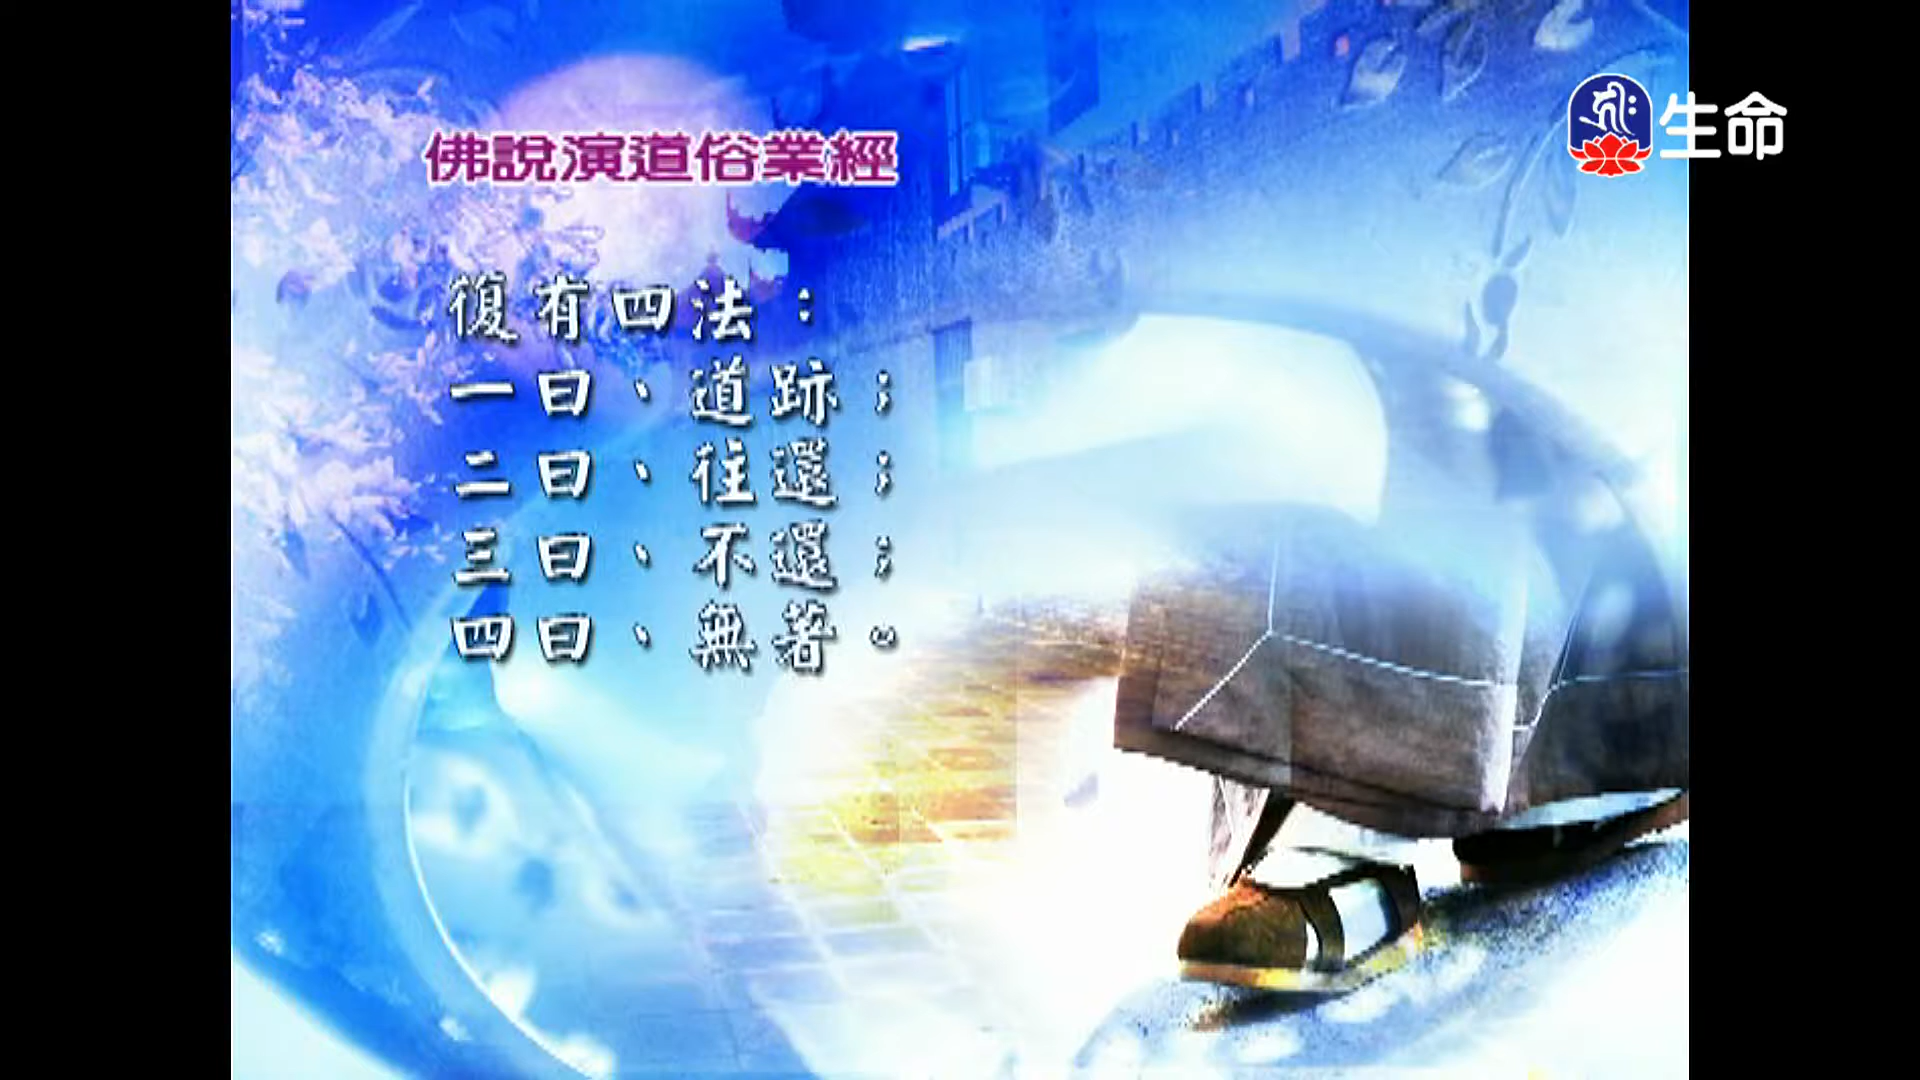 佛說演道俗業經
生命
復有四法：
一曰、道跡；
二曰、往還；
三曰、不還；
四曰、無著。